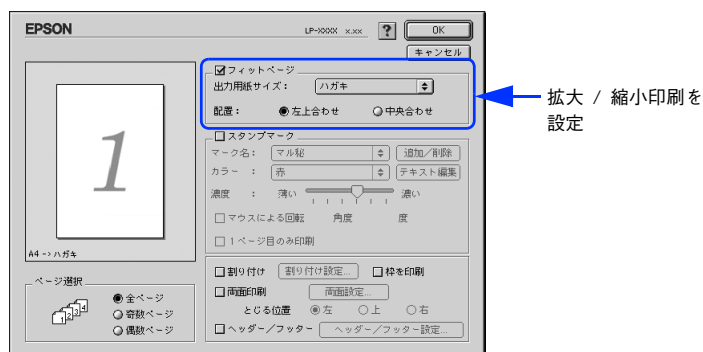 EPSON
LP-XXXX x.xx
?
OK
キャンセル
フィットページ
出力用紙サイズ： ハガキ
配置： 左上合わせ 中央合わせ
拡大 / 縮小印刷を
設定
スタンプマーク
マーク名： マル秘 追加／削除
カラー ： 赤 テキスト編集
濃度 ： 薄い 濃い
マウスによる回転 角度 度
1ページ目のみ印刷
1
A4 -> ハガキ
ページ選択
1 2 3 4
全ページ
奇数ページ
偶数ページ
割り付け 割り付け設定... 枠を印刷
両面印刷 両面設定...
とじる位置 左 上 右
ヘッダー／フッター ヘッダー／フッター設定...